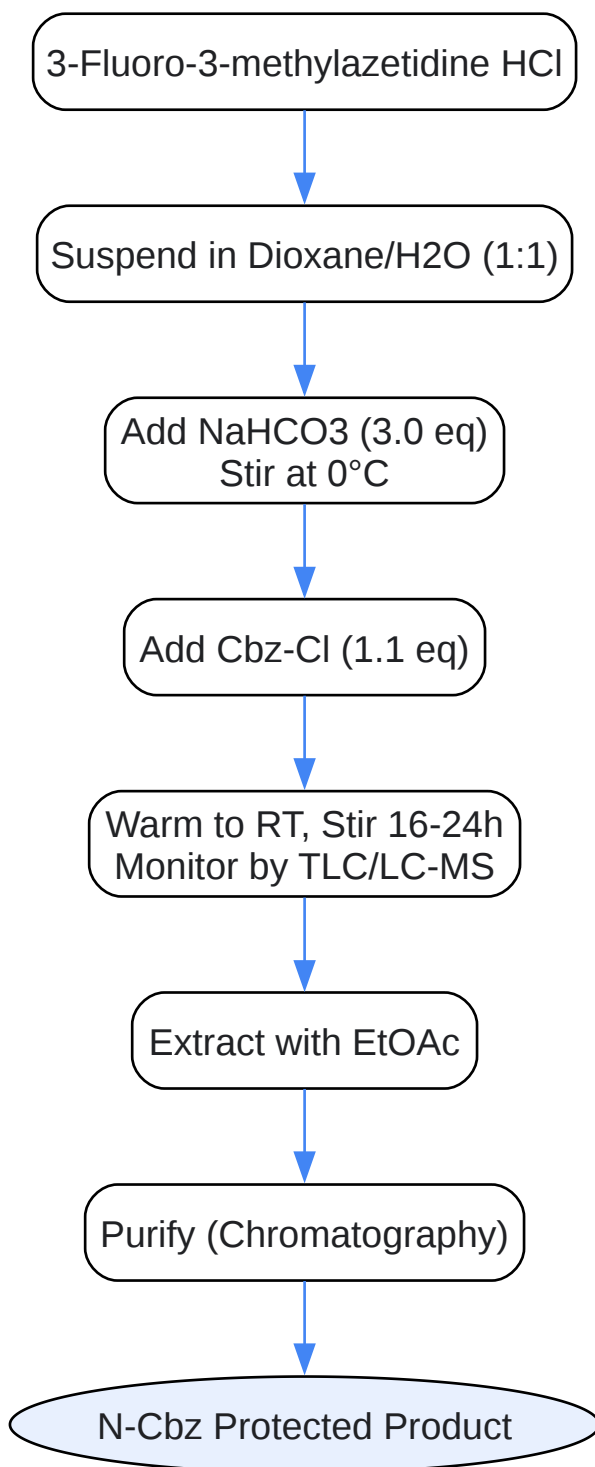 3-Fluoro-3-methylazetidine HCl
Suspend in Dioxane/H2O (1:1)
Add NaHCO3 (3.0 eq)
Stir at 0°C
Add Cbz-Cl (1.1 eq)
Warm to RT, Stir 16-24h
Monitor by TLC/LC-MS
Extract with EtOAc
Purify (Chromatography)
N-Cbz Protected Product